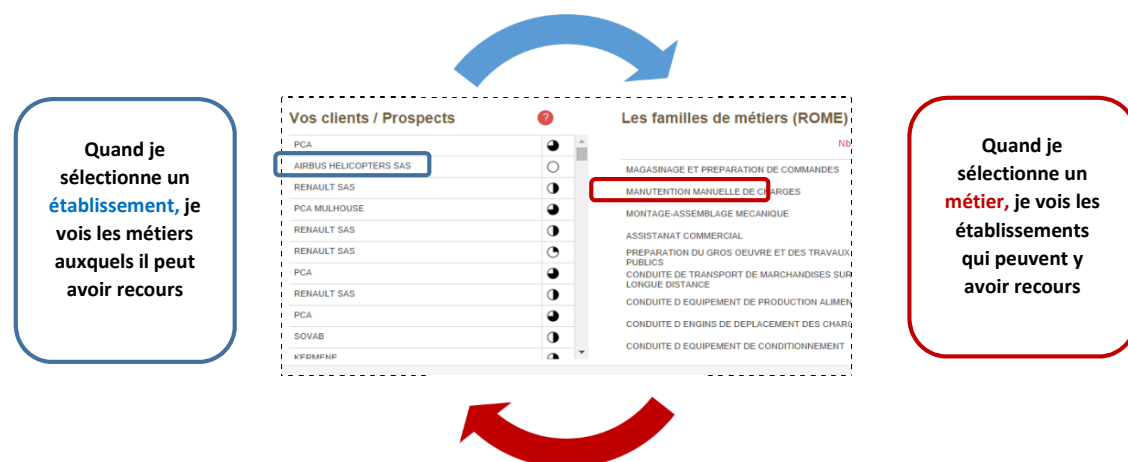 Quand je
sélectionne un
établissement, je
vois les métiers
auxquels il peut
avoir recours
Vos clients / Prospects
?
PCA
AIRBUS HELICOPTERS SAS
RENAULT SAS
PCA MULHOUSE
RENAULT SAS
RENAULT SAS
PCA
RENAULT SAS
PCA
SOVAB
KERMENE
Les familles de métiers (ROME)
Nb
MAGASINAGE ET PREPARATION DE COMMANDES
MANUTENTION MANUELLE DE CHARGES
MONTAGE-ASSEMBLAGE MECANIQUE
ASSISTANAT COMMERCIAL
PREPARATION DU GROS OEUVRE ET DES TRAVAUX
PUBLICS
CONDUITE DE TRANSPORT DE MARCHANDISES SUR
LONGUE DISTANCE
CONDUITE D EQUIPEMENT DE PRODUCTION ALIMEN
CONDUITE D ENGINS DE DEPLACEMENT DES CHARG
CONDUITE D EQUIPEMENT DE CONDITIONNEMENT
Quand je
sélectionne un
métier, je vois les
établissements
qui peuvent y
avoir recours